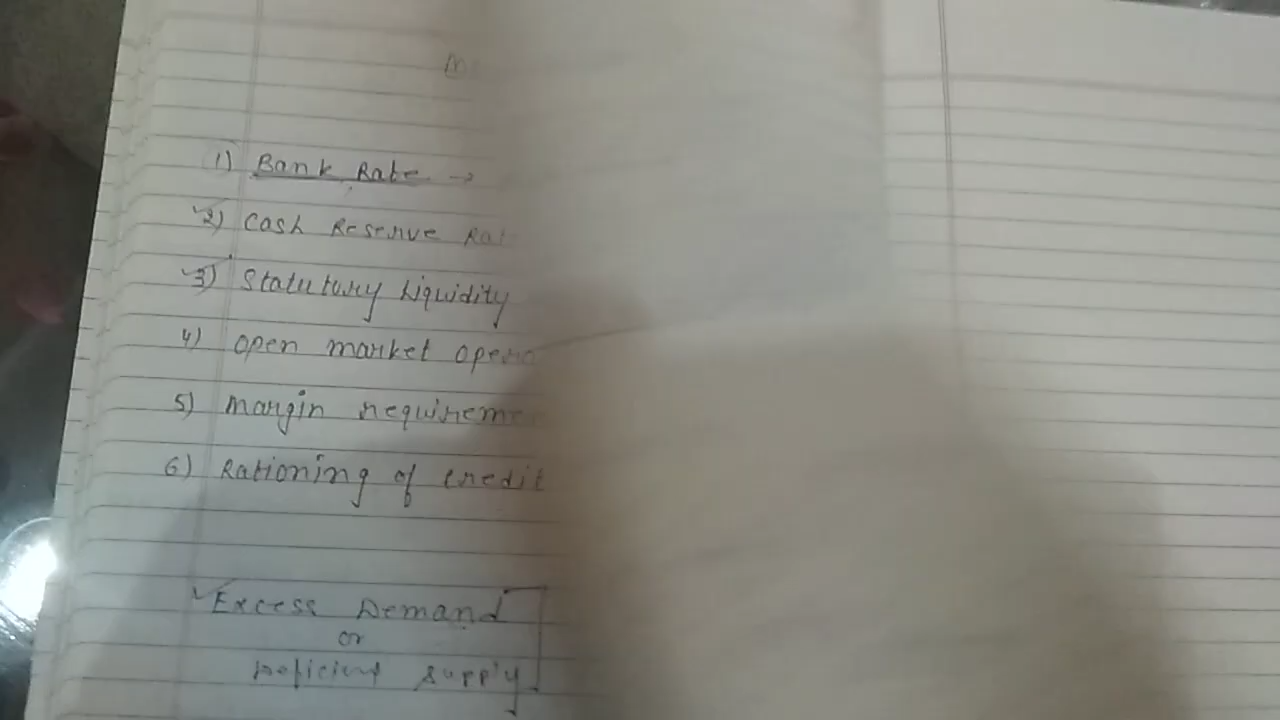 1) Bank Rate →
2) Cash Reserve Rat
3) Statutory Liquidity
4) open market opera
5) Margin requiremen
6) Rationing of credit
Excess Demand
or
Deficient supply